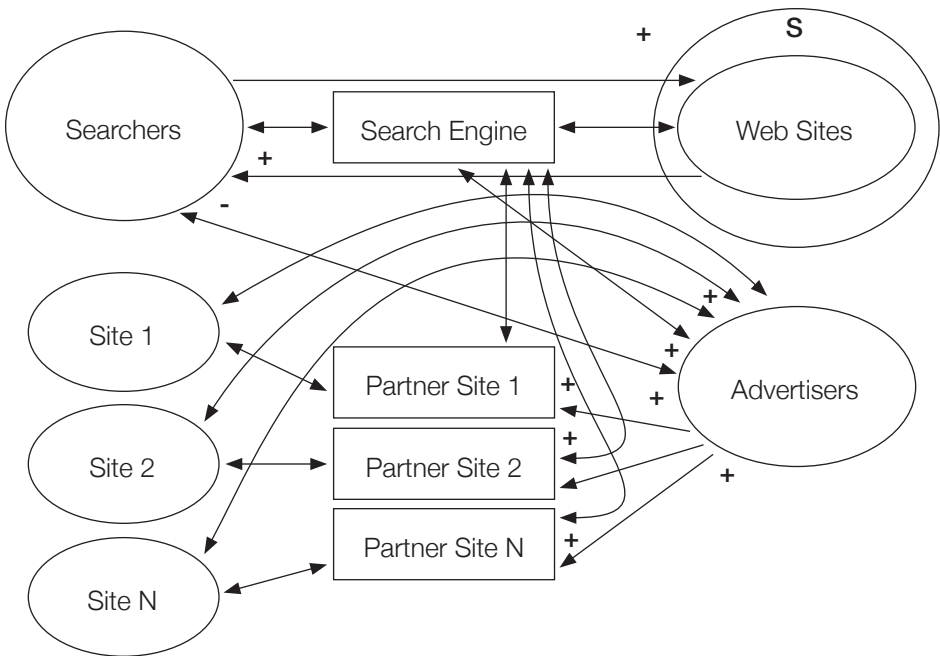 +
S
Searchers
Search Engine
Web Sites
+
-
+
Site 1
+
Partner Site 1
+
+
Advertisers
+
Site 2
Partner Site 2
+
Partner Site N
+
Site N